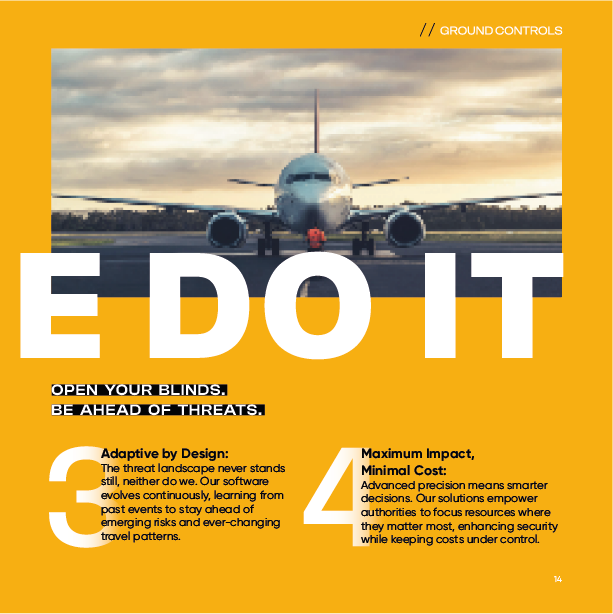 // GROUND CONTROLS
E DO IT
OPEN YOUR BLINDS.
BE AHEAD OF THREATS.
3
Adaptive by Design:
The threat landscape never stands
still, neither do we. Our software
evolves continuously, learning from
past events to stay ahead of
emerging risks and ever-changing
travel patterns.
4
Maximum Impact,
Minimal Cost:
Advanced precision means smarter
decisions. Our solutions empower
authorities to focus resources where
they matter most, enhancing security
while keeping costs under control.
14